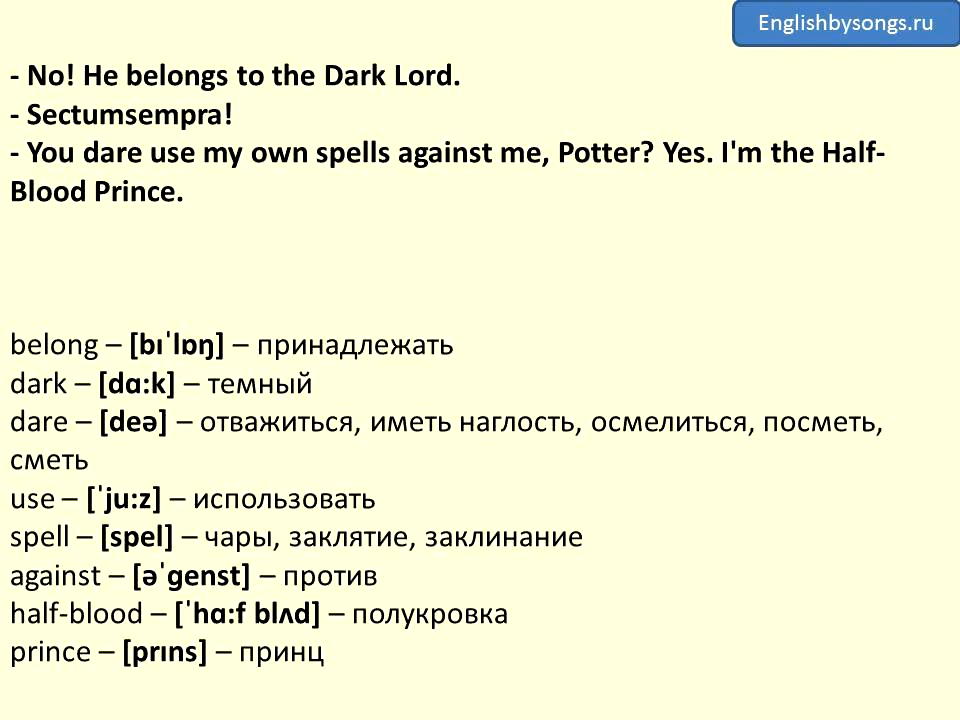 Englishbysongs.ru
- No! He belongs to the Dark Lord.
- Sectumsempra!
- You dare use my own spells against me, Potter? Yes. I'm the Half-
Blood Prince.
belong – [bɪˈlɒŋ] – принадлежать
dark – [dɑ:k] – темный
dare – [deə] – отважиться, иметь наглость, осмелиться, посметь,
сметь
use – [ˈju:z] – использовать
spell – [spel] – чары, заклятие, заклинание
against – [əˈgenst] – против
half-blood – [ˈhɑ:f blʌd] – полукровка
prince – [prɪns] – принц